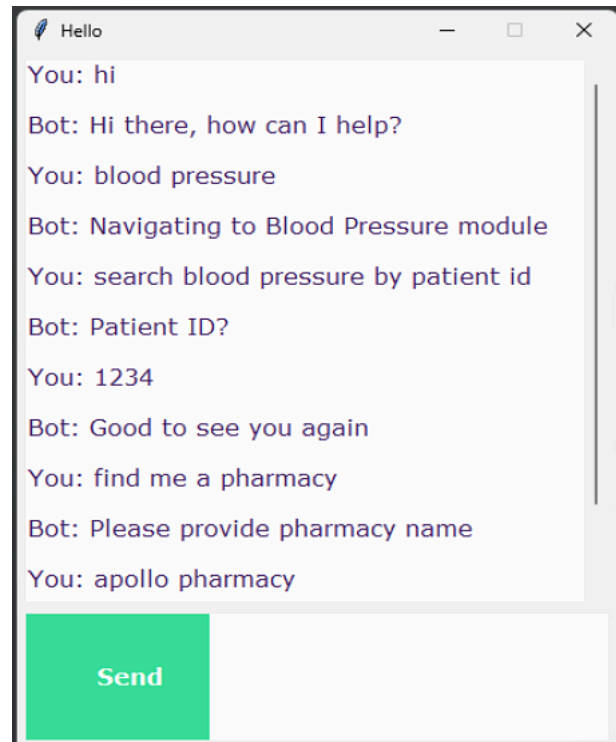 Hello
You: hi
Bot: Hi there, how can I help?
You: blood pressure
Bot: Navigating to Blood Pressure module
You: search blood pressure by patient id
Bot: Patient ID?
You: 1234
Bot: Good to see you again
You: find me a pharmacy
Bot: Please provide pharmacy name
You: apollo pharmacy
Send